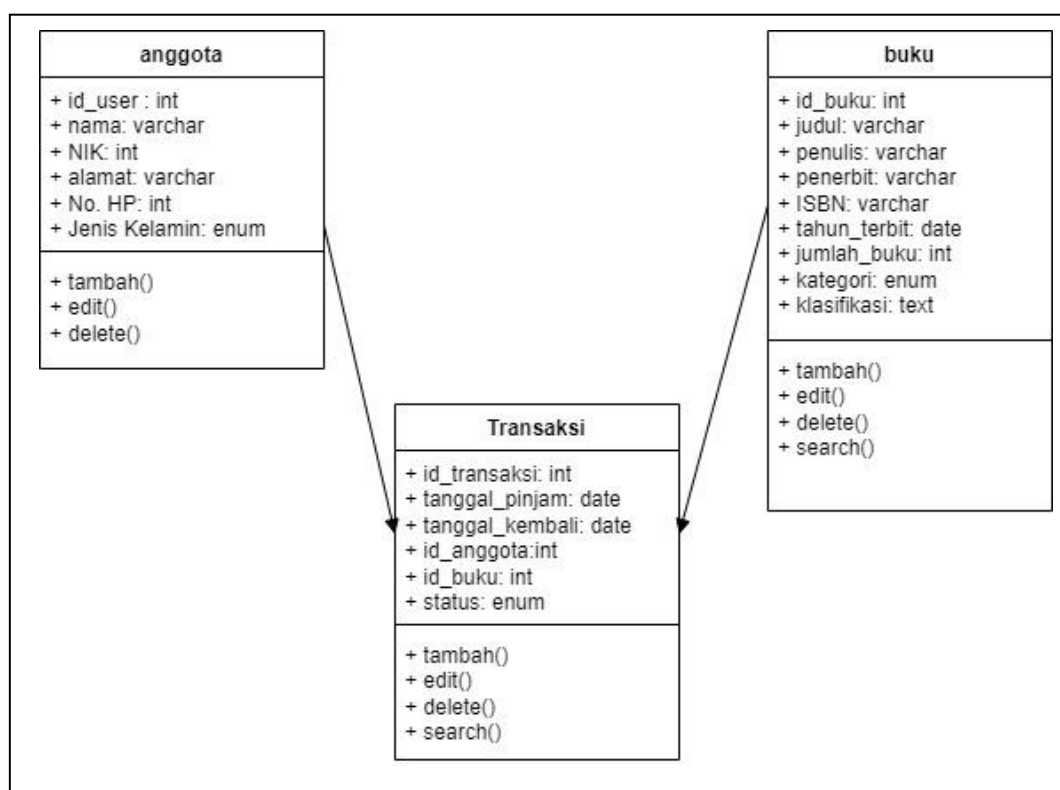 anggota
+ id_user : int
+ nama: varchar
+ NIK: int
+ alamat: varchar
+ No. HP: int
+ Jenis Kelamin: enum
+ tambah()
+ edit()
+ delete()
buku
+ id_buku: int
+ judul: varchar
+ penulis: varchar
+ penerbit: varchar
+ ISBN: varchar
+ tahun_terbit: date
+ jumlah_buku: int
+ kategori: enum
+ klasifikasi: text
+ tambah()
+ edit()
+ delete()
+ search()
Transaksi
+ id_transaksi: int
+ tanggal_pinjam: date
+ tanggal_kembali: date
+ id_anggota:int
+ id_buku: int
+ status: enum
+ tambah()
+ edit()
+ delete()
+ search()